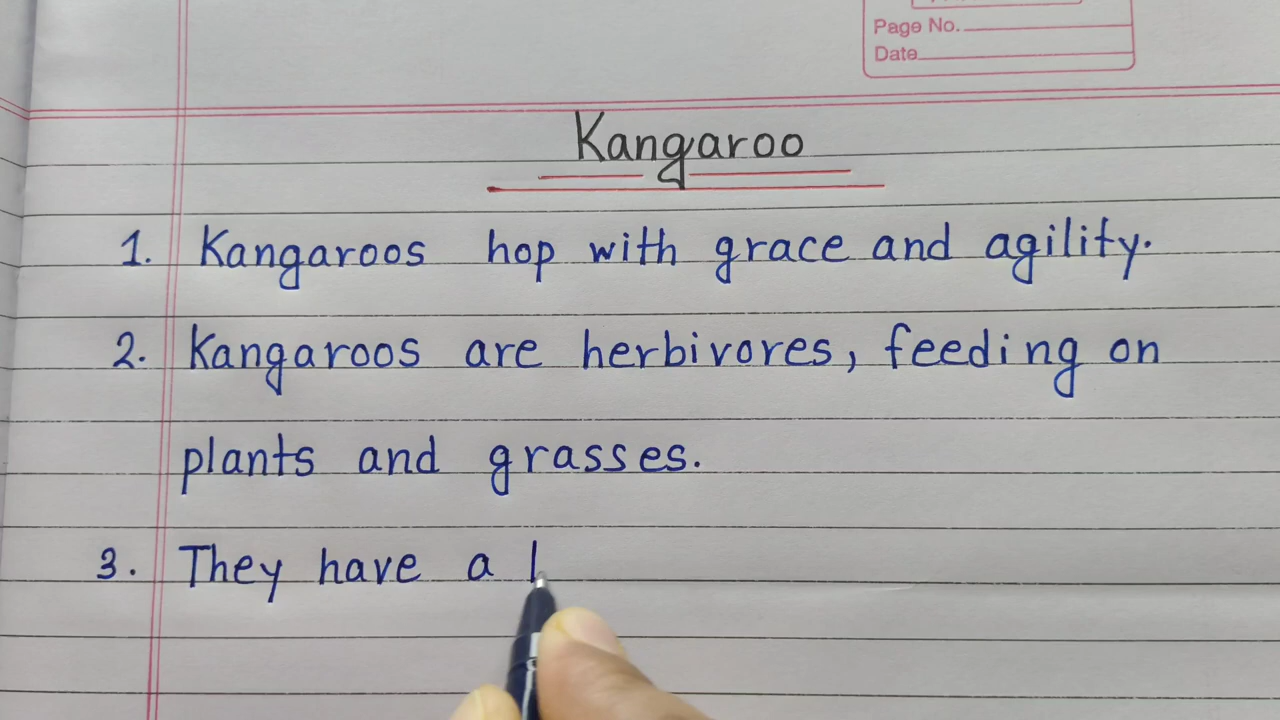 Page No.
Date
Kangaroo
1. Kangaroos hop with grace and agility.
2. Kangaroos are herbivores, feeding on
plants and grasses.
3. They have a